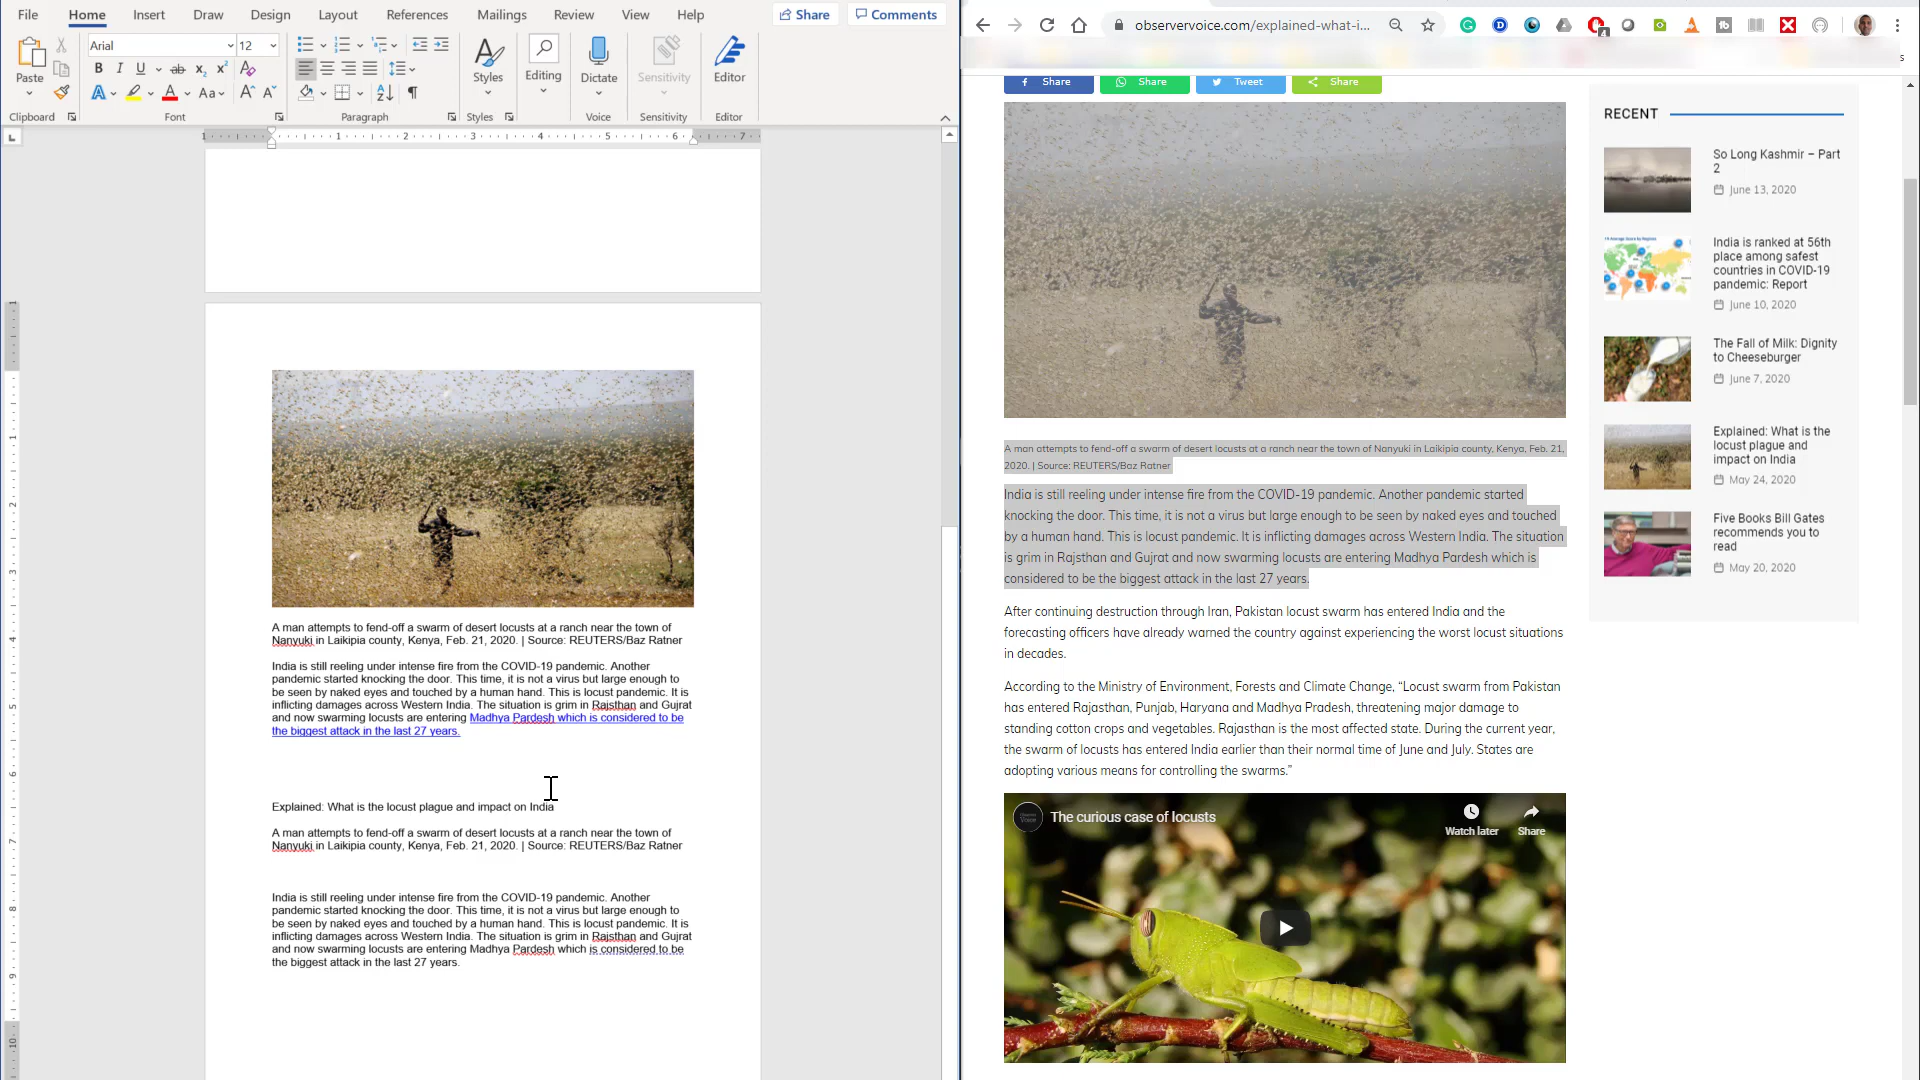 File Home Insert Draw Design Layout References Mailings Review View Help Share Comments
Arial 12
Paste Styles Editing Dictate Sensitivity Editor
B I U ab x₂ x² A
A A Aa A A
Clipboard Font Paragraph Styles Voice Sensitivity Editor
1 1 2 3 4 5 6 7
1
1
2
3
4
5
6
7
8
9
10
A man attempts to fend-off a swarm of desert locusts at a ranch near the town of
Nanyuki in Laikipia county, Kenya, Feb. 21, 2020. | Source: REUTERS/Baz Ratner
India is still reeling under intense fire from the COVID-19 pandemic. Another
pandemic started knocking the door. This time, it is not a virus but large enough to
be seen by naked eyes and touched by a human hand. This is locust pandemic. It is
inflicting damages across Western India. The situation is grim in Rajsthan and Gujrat
and now swarming locusts are entering Madhya Pardesh which is considered to be
the biggest attack in the last 27 years.
Explained: What is the locust plague and impact on India
A man attempts to fend-off a swarm of desert locusts at a ranch near the town of
Nanyuki in Laikipia county, Kenya, Feb. 21, 2020. | Source: REUTERS/Baz Ratner
India is still reeling under intense fire from the COVID-19 pandemic. Another
pandemic started knocking the door. This time, it is not a virus but large enough to
be seen by naked eyes and touched by a human hand. This is locust pandemic. It is
inflicting damages across Western India. The situation is grim in Rajsthan and Gujrat
and now swarming locusts are entering Madhya Pardesh which is considered to be
the biggest attack in the last 27 years.
observervoice.com/explained-what-i...
4
s
Share Share Tweet Share
A man attempts to fend-off a swarm of desert locusts at a ranch near the town of Nanyuki in Laikipia county, Kenya, Feb. 21,
2020. | Source: REUTERS/Baz Ratner
India is still reeling under intense fire from the COVID-19 pandemic. Another pandemic started
knocking the door. This time, it is not a virus but large enough to be seen by naked eyes and touched
by a human hand. This is locust pandemic. It is inflicting damages across Western India. The situation
is grim in Rajsthan and Gujrat and now swarming locusts are entering Madhya Pardesh which is
considered to be the biggest attack in the last 27 years.
After continuing destruction through Iran, Pakistan locust swarm has entered India and the
forecasting officers have already warned the country against experiencing the worst locust situations
in decades.
According to the Ministry of Environment, Forests and Climate Change, “Locust swarm from Pakistan
has entered Rajasthan, Punjab, Haryana and Madhya Pradesh, threatening major damage to
standing cotton crops and vegetables. Rajasthan is the most affected state. During the current year,
the swarm of locusts has entered India earlier than their normal time of June and July. States are
adopting various means for controlling the swarms.”
The curious case of locusts
Watch later Share
RECENT
So Long Kashmir – Part
2
June 13, 2020
India is ranked at 56th
place among safest
countries in COVID-19
pandemic: Report
June 10, 2020
The Fall of Milk: Dignity
to Cheeseburger
June 7, 2020
Explained: What is the
locust plague and
impact on India
May 24, 2020
Five Books Bill Gates
recommends you to
read
May 20, 2020